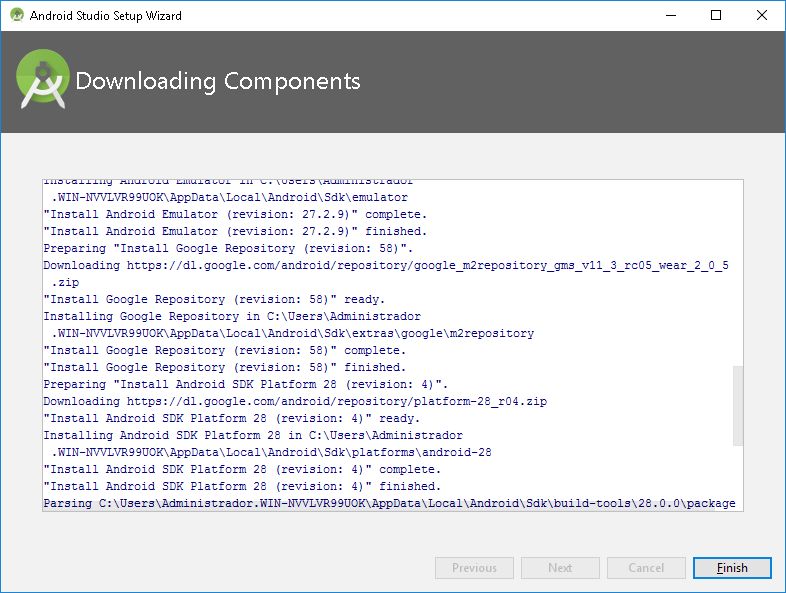 Android Studio Setup Wizard
Downloading Components
Installing Android Emulator in C:\Users\Administrador
.WIN-NVVLVR99UOK\AppData\Local\Android\Sdk\emulator
"Install Android Emulator (revision: 27.2.9)" complete.
"Install Android Emulator (revision: 27.2.9)" finished.
Preparing "Install Google Repository (revision: 58)".
Downloading https://dl.google.com/android/repository/google_m2repository_gms_v11_3_rc05_wear_2_0_5
.zip
"Install Google Repository (revision: 58)" ready.
Installing Google Repository in C:\Users\Administrador
.WIN-NVVLVR99UOK\AppData\Local\Android\Sdk\extras\google\m2repository
"Install Google Repository (revision: 58)" complete.
"Install Google Repository (revision: 58)" finished.
Preparing "Install Android SDK Platform 28 (revision: 4)".
Downloading https://dl.google.com/android/repository/platform-28_r04.zip
"Install Android SDK Platform 28 (revision: 4)" ready.
Installing Android SDK Platform 28 in C:\Users\Administrador
.WIN-NVVLVR99UOK\AppData\Local\Android\Sdk\platforms\android-28
"Install Android SDK Platform 28 (revision: 4)" complete.
"Install Android SDK Platform 28 (revision: 4)" finished.
Parsing C:\Users\Administrador.WIN-NVVLVR99UOK\AppData\Local\Android\Sdk\build-tools\28.0.0\package
Previous
Next
Cancel
Finish